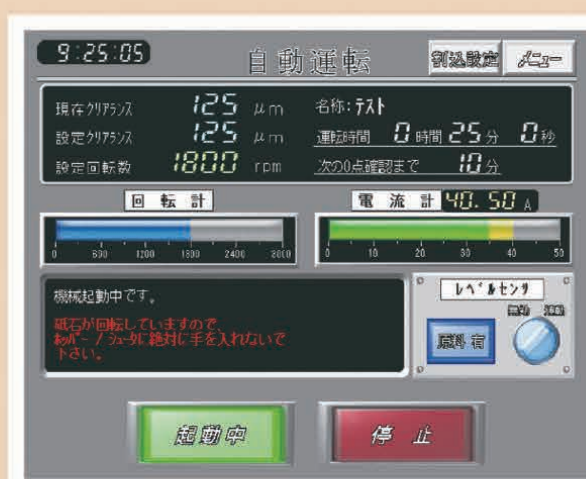 9:25:05 自動運転 割込設定 メニュー
現在クリアランス 125 μm 名称:テスト
設定クリアランス 125 μm 運転時間 0時間25分 0秒
設定回転数 1800 rpm 次の0点確認まで 10分
回転計 電流計 40.50 A
0 600 1200 1800 2400 3000 0 10 20 30 40 50
機械起動中です。 レベルセンサ
砥石が回転していますので、 無効
ホッパー/シュータに絶対に手を入れないで 原料 有
下さい。
起動中 停止